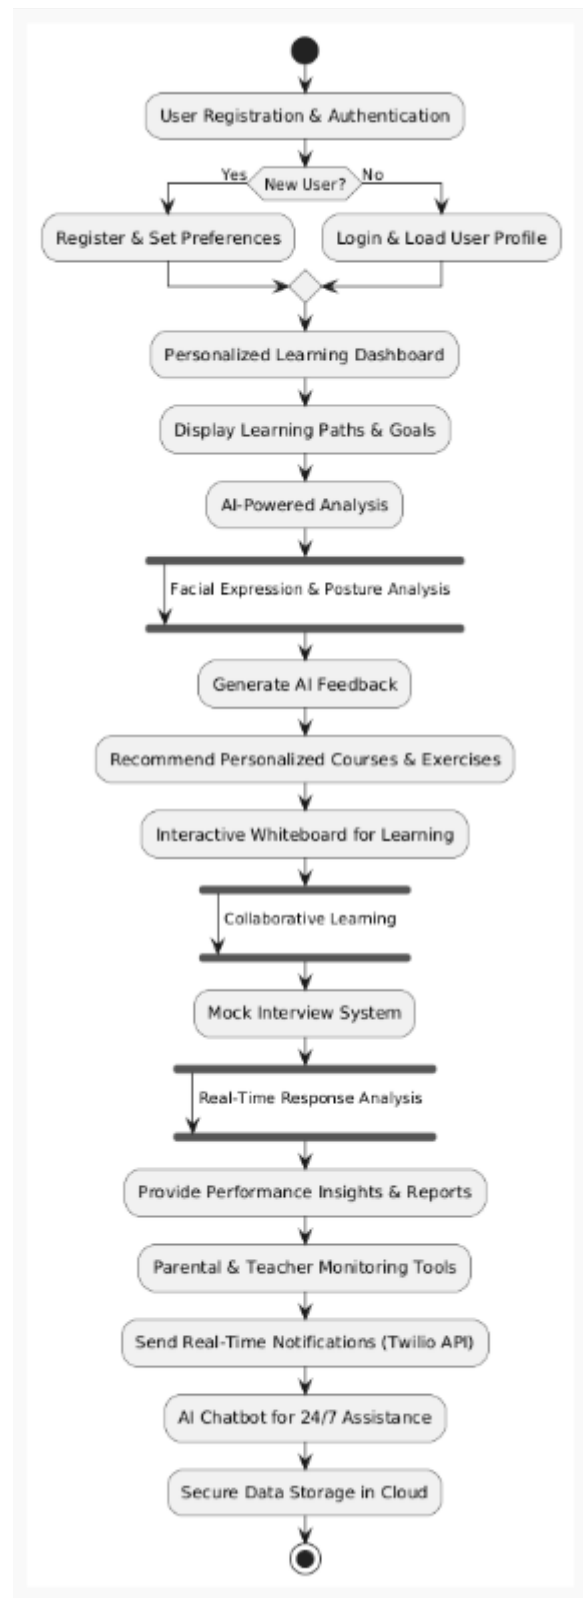 User Registration & Authentication
Yes
New User?
No
Register & Set Preferences
Login & Load User Profile
Personalized Learning Dashboard
Display Learning Paths & Goals
AI-Powered Analysis
Facial Expression & Posture Analysis
Generate AI Feedback
Recommend Personalized Courses & Exercises
Interactive Whiteboard for Learning
Collaborative Learning
Mock Interview System
Real-Time Response Analysis
Provide Performance Insights & Reports
Parental & Teacher Monitoring Tools
Send Real-Time Notifications (Twilio API)
AI Chatbot for 24/7 Assistance
Secure Data Storage in Cloud